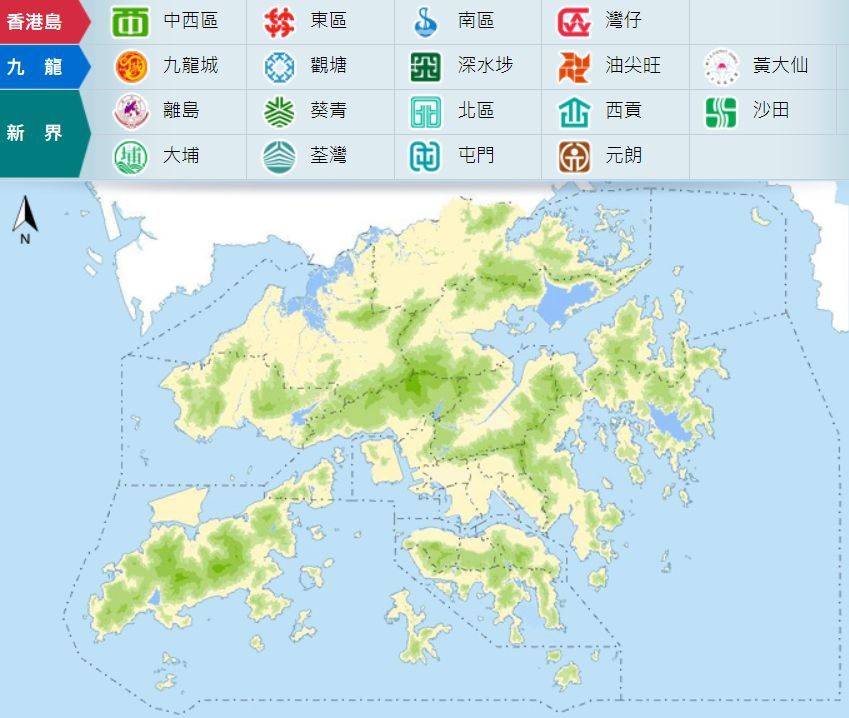 香港島 中西區 東區 南區 灣仔
九龍 九龍城 觀塘 深水埗 油尖旺 黃大仙
離島 葵青 北區 西貢 沙田
新界
大埔 荃灣 屯門 元朗
N